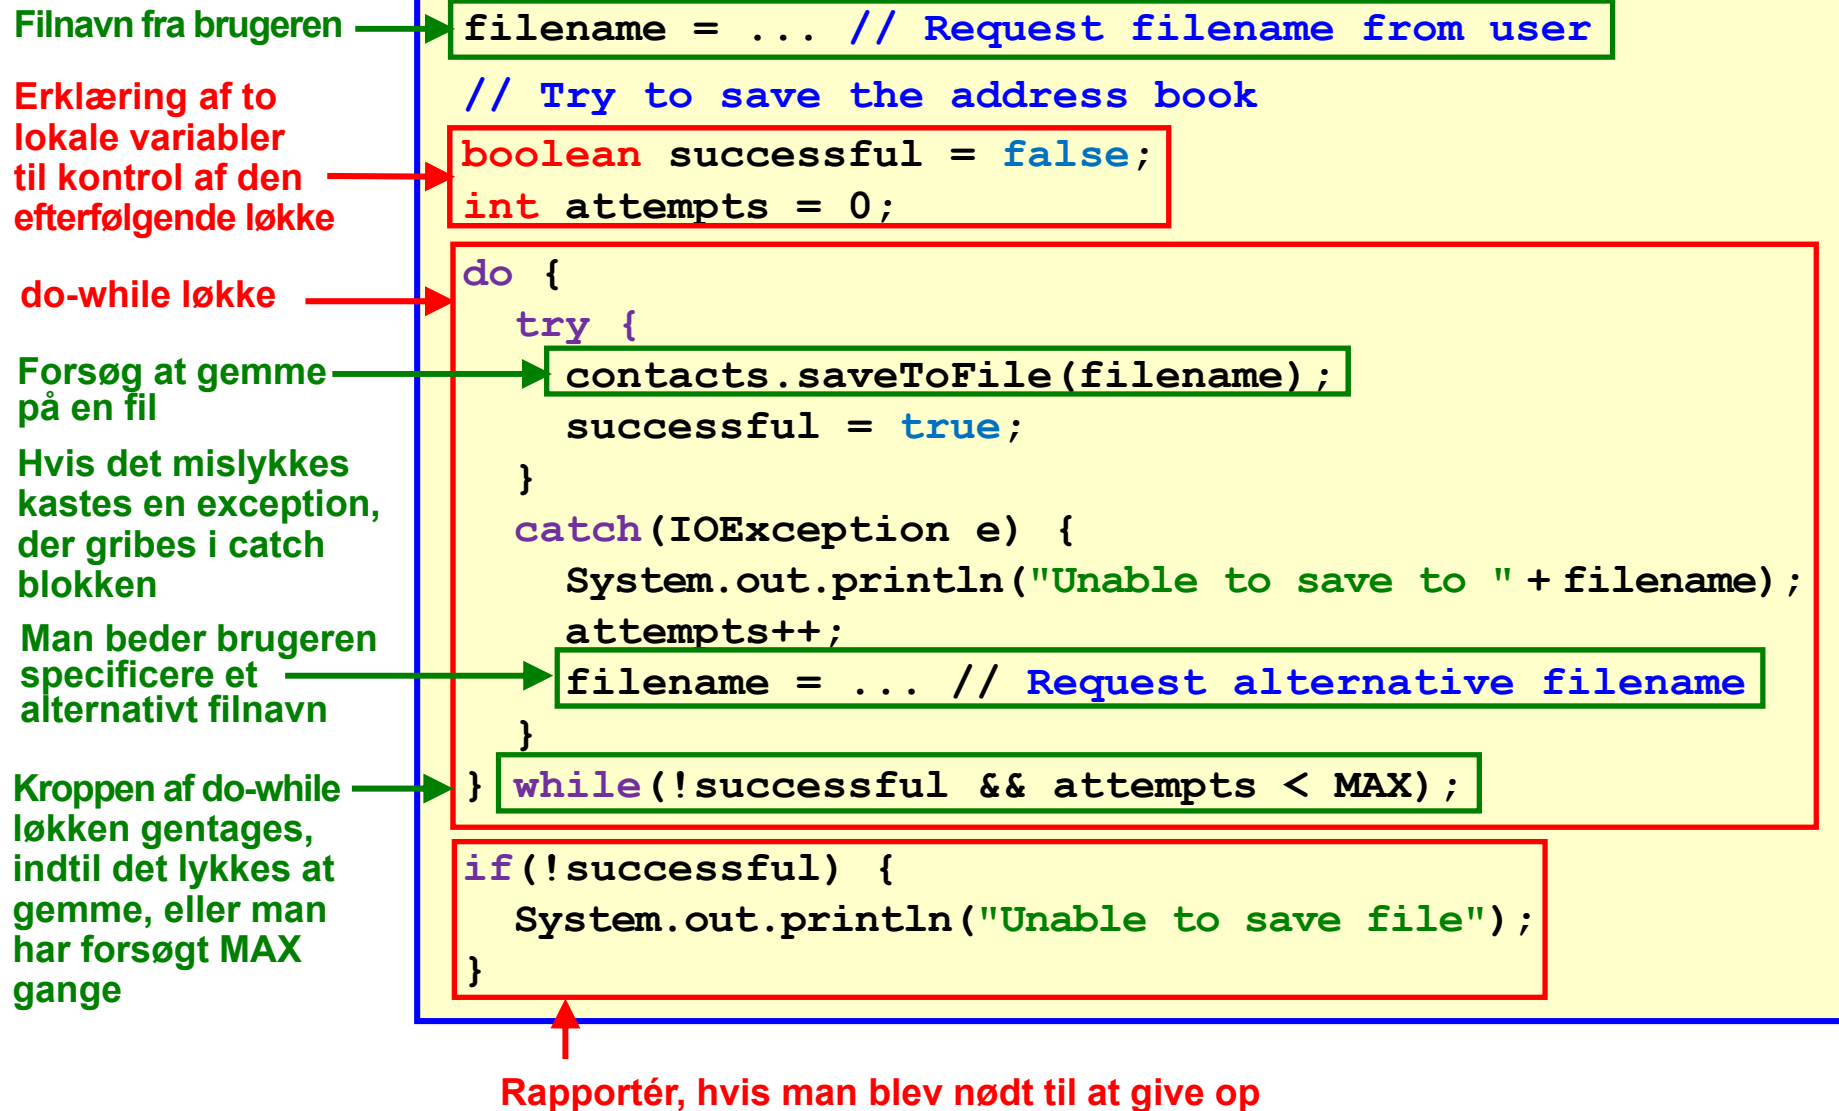 Filnavn fra brugeren
filename = ... // Request filename from user
// Try to save the address book
Erklæring af to
lokale variabler
til kontrol af den
efterfølgende løkke
boolean successful = false;
int attempts = 0;
do-while løkke
do {
try {
Forsøg at gemme
på en fil
contacts.saveToFile(filename);
successful = true;
}
Hvis det mislykkes
kastes en exception,
der gribes i catch
blokken
catch(IOException e) {
System.out.println("Unable to save to " + filename);
attempts++;
Man beder brugeren
specificere et
alternativt filnavn
filename = ... // Request alternative filename
}
} while(!successful && attempts < MAX);
Kroppen af do-while
løkken gentages,
indtil det lykkes at
gemme, eller man
har forsøgt MAX
gange
if(!successful) {
System.out.println("Unable to save file");
}
Rapportér, hvis man blev nødt til at give op